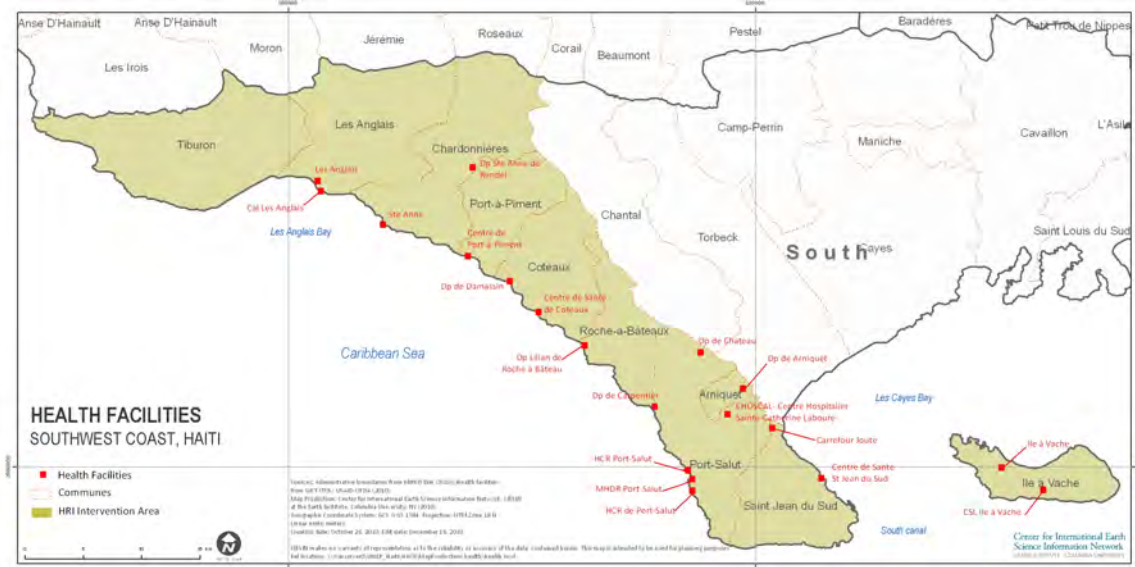 Anse D'Hainault
Anse D'Hainault
Moron
Jérémie
Roseaux
Corail
Beaumont
Pestel
Baradères
Petit Trou de Nippes
Les Irois
Tiburon
Les Anglais
Chardonnières
Camp-Perrin
Maniche
Cavaillon
L'Asile
Dp Ste Anne de
Rendel
Les Anglais
Cal Les Anglais
Port-à-Piment
Chantal
Torbeck
Ste Anne
Les Anglais Bay
Centre de
Port-à-Piment
South
Cayes
Saint Louis du Sud
Coteaux
Dp de Damassin
Centre de Santé
de Coteaux
Roche-a-Bateaux
Caribbean Sea
Dp Lilian de
Roche à Bâteau
Dp de Chateau
Dp de Arniquet
Arniquet
Dp de Carpentier
CHOSCAL- Centre Hospitalier
Sainte Catherine Laboure
Les Cayes Bay
Carrefour Joute
HEALTH FACILITIES
SOUTHWEST COAST, HAITI
HCR Port-Salut
Port-Salut
Centre de Sante
St Jean du Sud
Ile à Vache
MHDR Port-Salut
Ile à Vache
HCR de Port-Salut
Saint Jean du Sud
CSL Ile à Vache
South canal
Health Facilities
Communes
HRI Intervention Area
Center for International Earth
Science Information Network